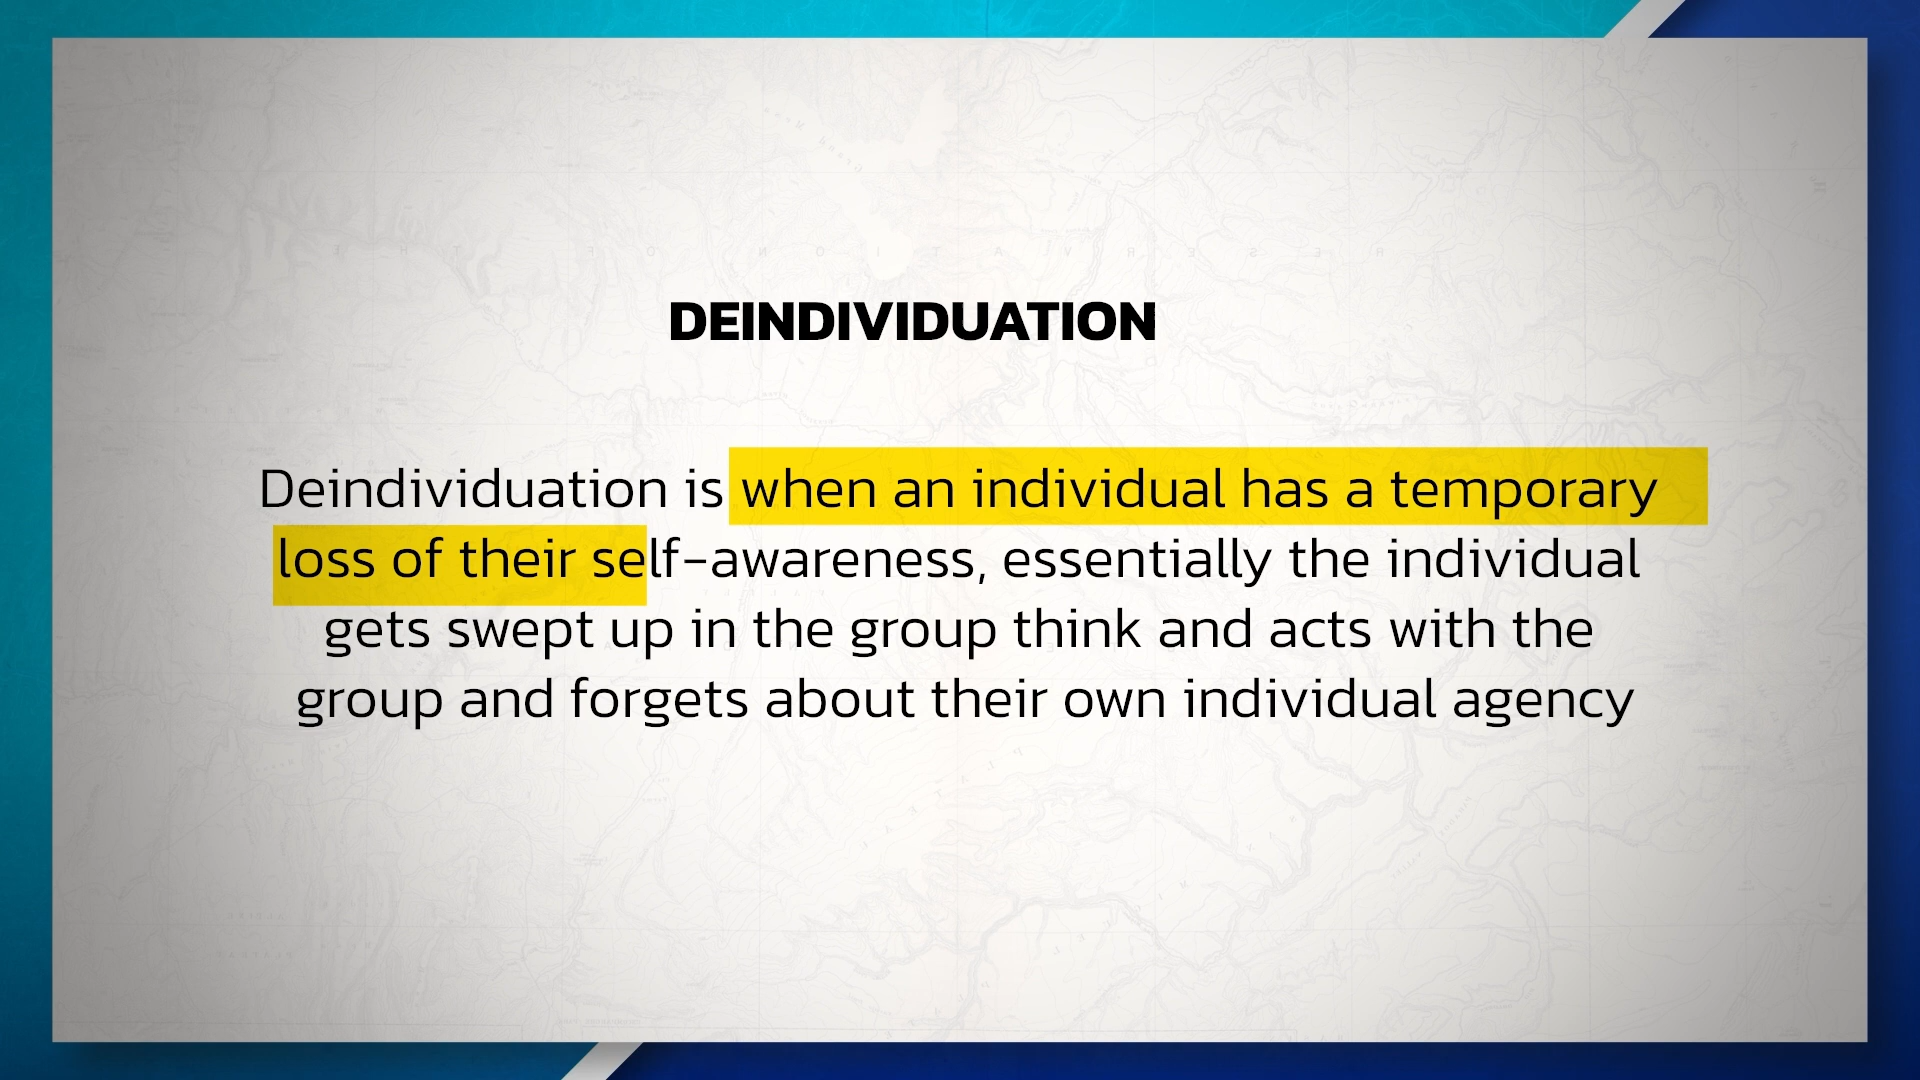 DEINDIVIDUATION
Deindividuation is when an individual has a temporary
loss of their self-awareness, essentially the individual
gets swept up in the group think and acts with the
group and forgets about their own individual agency